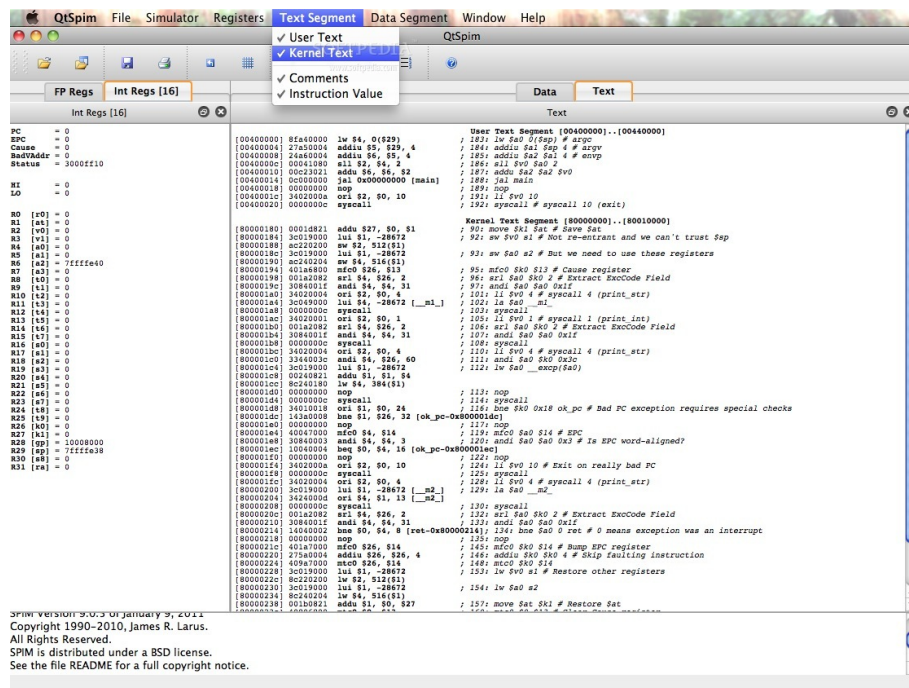 QtSpim File Simulator Registers Text Segment Data Segment Window Help
QtSpim
✓ User Text
✓ Kernel Text
✓ Comments
✓ Instruction Value
FP Regs Int Regs [16]
Data Text
Int Regs [16]
Text
PC = 0
EPC = 0
Cause = 0
BadVAddr = 0
Status = 3000ff10
HI = 0
LO = 0
R0 [r0] = 0
R1 [at] = 0
R2 [v0] = 0
R3 [v1] = 0
R4 [a0] = 0
R5 [a1] = 0
R6 [a2] = 7ffffe40
R7 [a3] = 0
R8 [t0] = 0
R9 [t1] = 0
R10 [t2] = 0
R11 [t3] = 0
R12 [t4] = 0
R13 [t5] = 0
R14 [t6] = 0
R15 [t7] = 0
R16 [s0] = 0
R17 [s1] = 0
R18 [s2] = 0
R19 [s3] = 0
R20 [s4] = 0
R21 [s5] = 0
R22 [s6] = 0
R23 [s7] = 0
R24 [t8] = 0
R25 [t9] = 0
R26 [k0] = 0
R27 [k1] = 0
R28 [gp] = 10008000
R29 [sp] = 7ffffe38
R30 [s8] = 0
R31 [ra] = 0
User Text Segment [00400000]..[00440000]
[00400000] 8fa40000 lw $4, 0($29) ; 183: lw $a0 0($sp) # argc
[00400004] 27a50004 addiu $5, $29, 4 ; 184: addiu $a1 $sp 4 # argv
[00400008] 24a60004 addiu $6, $5, 4 ; 185: addiu $a2 $a1 4 # envp
[0040000c] 00041080 sll $2, $4, 2 ; 186: sll $v0 $a0 2
[00400010] 00c23021 addu $6, $6, $2 ; 187: addu $a2 $a2 $v0
[00400014] 0c000000 jal 0x00000000 [main] ; 188: jal main
[00400018] 00000000 nop ; 189: nop
[0040001c] 3402000a ori $2, $0, 10 ; 191: li $v0 10
[00400020] 0000000c syscall ; 192: syscall # syscall 10 (exit)
Kernel Text Segment [80000000]..[80010000]
[80000180] 0001d821 addu $27, $0, $1 ; 90: move $k1 $at # Save $at
[80000184] 3c019000 lui $1, -28672 ; 92: sw $v0 s1 # Not re-entrant and we can't trust $sp
[80000188] ac220200 sw $2, 512($1)
[8000018c] 3c019000 lui $1, -28672 ; 93: sw $a0 s2 # But we need to use these registers
[80000190] ac240204 sw $4, 516($1)
[80000194] 401a6800 mfc0 $26, $13 ; 95: mfc0 $k0 $13 # Cause register
[80000198] 001a2082 srl $4, $26, 2 ; 96: srl $a0 $k0 2 # Extract ExcCode Field
[8000019c] 3084001f andi $4, $4, 31 ; 97: andi $a0 $a0 0x1f
[800001a0] 34020004 ori $2, $0, 4 ; 101: li $v0 4 # syscall 4 (print_str)
[800001a4] 3c049000 lui $4, -28672 [__m1_] ; 102: la $a0 __m1_
[800001a8] 0000000c syscall ; 103: syscall
[800001ac] 34020001 ori $2, $0, 1 ; 105: li $v0 1 # syscall 1 (print_int)
[800001b0] 001a2082 srl $4, $26, 2 ; 106: srl $a0 $k0 2 # Extract ExcCode Field
[800001b4] 3084001f andi $4, $4, 31 ; 107: andi $a0 $a0 0x1f
[800001b8] 0000000c syscall ; 108: syscall
[800001bc] 34020004 ori $2, $0, 4 ; 110: li $v0 4 # syscall 4 (print_str)
[800001c0] 3344003c andi $4, $26, 60 ; 111: andi $a0 $k0 0x3c
[800001c4] 3c019000 lui $1, -28672 ; 112: lw $a0 __excp($a0)
[800001c8] 00240821 addu $1, $1, $4
[800001cc] 8c240180 lw $4, 384($1)
[800001d0] 00000000 nop ; 113: nop
[800001d4] 0000000c syscall ; 114: syscall
[800001d8] 34010018 ori $1, $0, 24 ; 116: bne $k0 0x18 ok_pc # Bad PC exception requires special checks
[800001dc] 143a0008 bne $1, $26, 32 [ok_pc-0x800001dc]
[800001e0] 00000000 nop ; 117: nop
[800001e4] 40047000 mfc0 $4, $14 ; 119: mfc0 $a0 $14 # EPC
[800001e8] 30840003 andi $4, $4, 3 ; 120: andi $a0 $a0 0x3 # Is EPC word-aligned?
[800001ec] 10040004 beq $0, $4, 16 [ok_pc-0x800001ec]
[800001f0] 00000000 nop ; 122: nop
[800001f4] 3402000a ori $2, $0, 10 ; 124: li $v0 10 # Exit on really bad PC
[800001f8] 0000000c syscall ; 125: syscall
[800001fc] 34020004 ori $2, $0, 4 ; 128: li $v0 4 # syscall 4 (print_str)
[80000200] 3c019000 lui $1, -28672 [__m2_] ; 129: la $a0 __m2_
[80000204] 3424000d ori $4, $1, 13 [__m2_]
[80000208] 0000000c syscall ; 130: syscall
[8000020c] 001a2082 srl $4, $26, 2 ; 132: srl $a0 $k0 2 # Extract ExcCode Field
[80000210] 3084001f andi $4, $4, 31 ; 133: andi $a0 $a0 0x1f
[80000214] 14040002 bne $0, $4, 8 [ret-0x80000214]; 134: bne $a0 0 ret # 0 means exception was an interrupt
[80000218] 00000000 nop ; 135: nop
[8000021c] 401a7000 mfc0 $26, $14 ; 145: mfc0 $k0 $14 # Bump EPC register
[80000220] 275a0004 addiu $26, $26, 4 ; 146: addiu $k0 $k0 4 # Skip faulting instruction
[80000224] 409a7000 mtc0 $26, $14 ; 148: mtc0 $k0 $14
[80000228] 3c019000 lui $1, -28672 ; 153: lw $v0 s1 # Restore other registers
[8000022c] 8c220200 lw $2, 512($1)
[80000230] 3c019000 lui $1, -28672 ; 154: lw $a0 s2
[80000234] 8c240204 lw $4, 516($1)
[80000238] 001b0821 addu $1, $0, $27 ; 157: move $at $k1 # Restore $at
SPIM Version 9.0.3 of January 9, 2011
Copyright 1990-2010, James R. Larus.
All Rights Reserved.
SPIM is distributed under a BSD license.
See the file README for a full copyright notice.